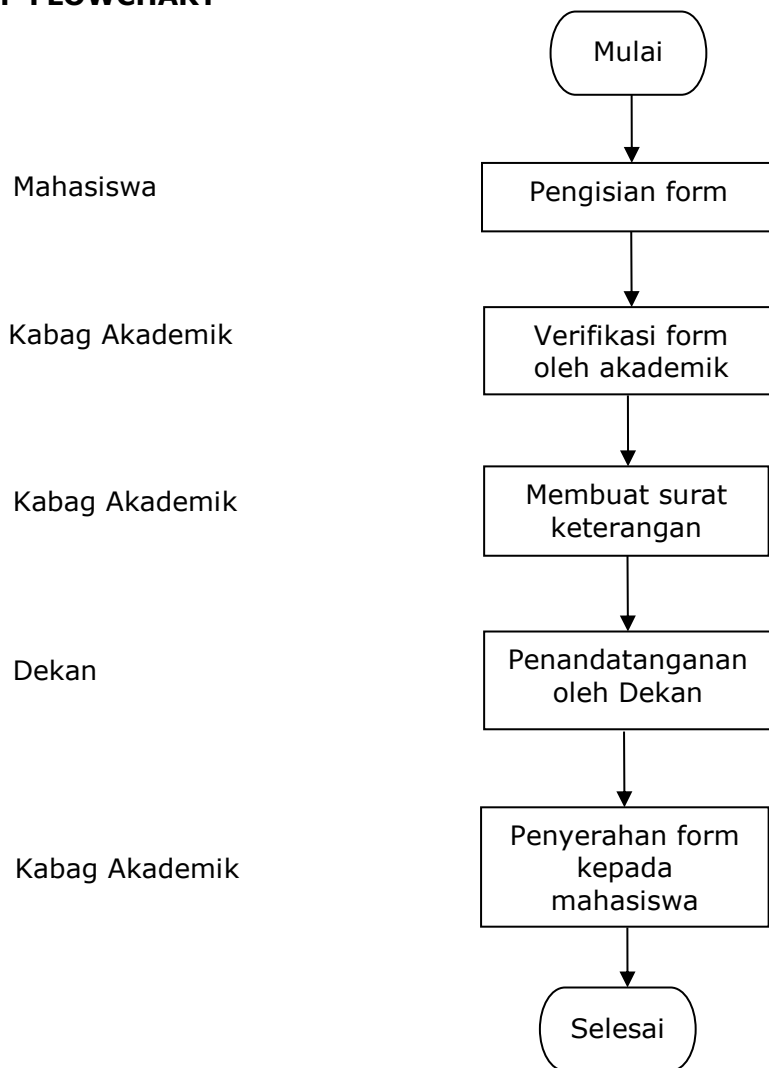 FLOWCHART
Mulai
Mahasiswa
Pengisian form
Kabag Akademik
Verifikasi form
oleh akademik
Kabag Akademik
Membuat surat
keterangan
Dekan
Penandatanganan
oleh Dekan
Kabag Akademik
Penyerahan form
kepada
mahasiswa
Selesai